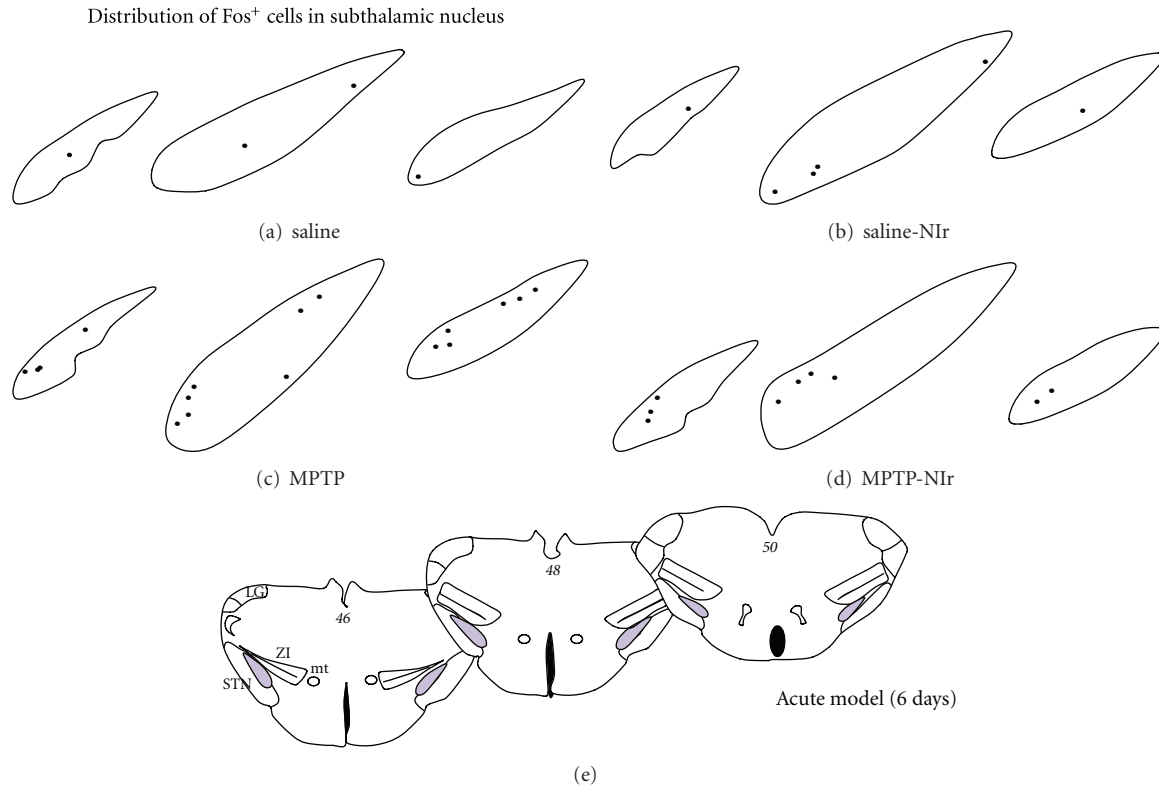 Distribution of Fos⁺ cells in subthalamic nucleus
(a) saline
(b) saline-NIr
(c) MPTP
(d) MPTP-NIr
50
48
LG
46
ZI
mt
STN
Acute model (6 days)
(e)